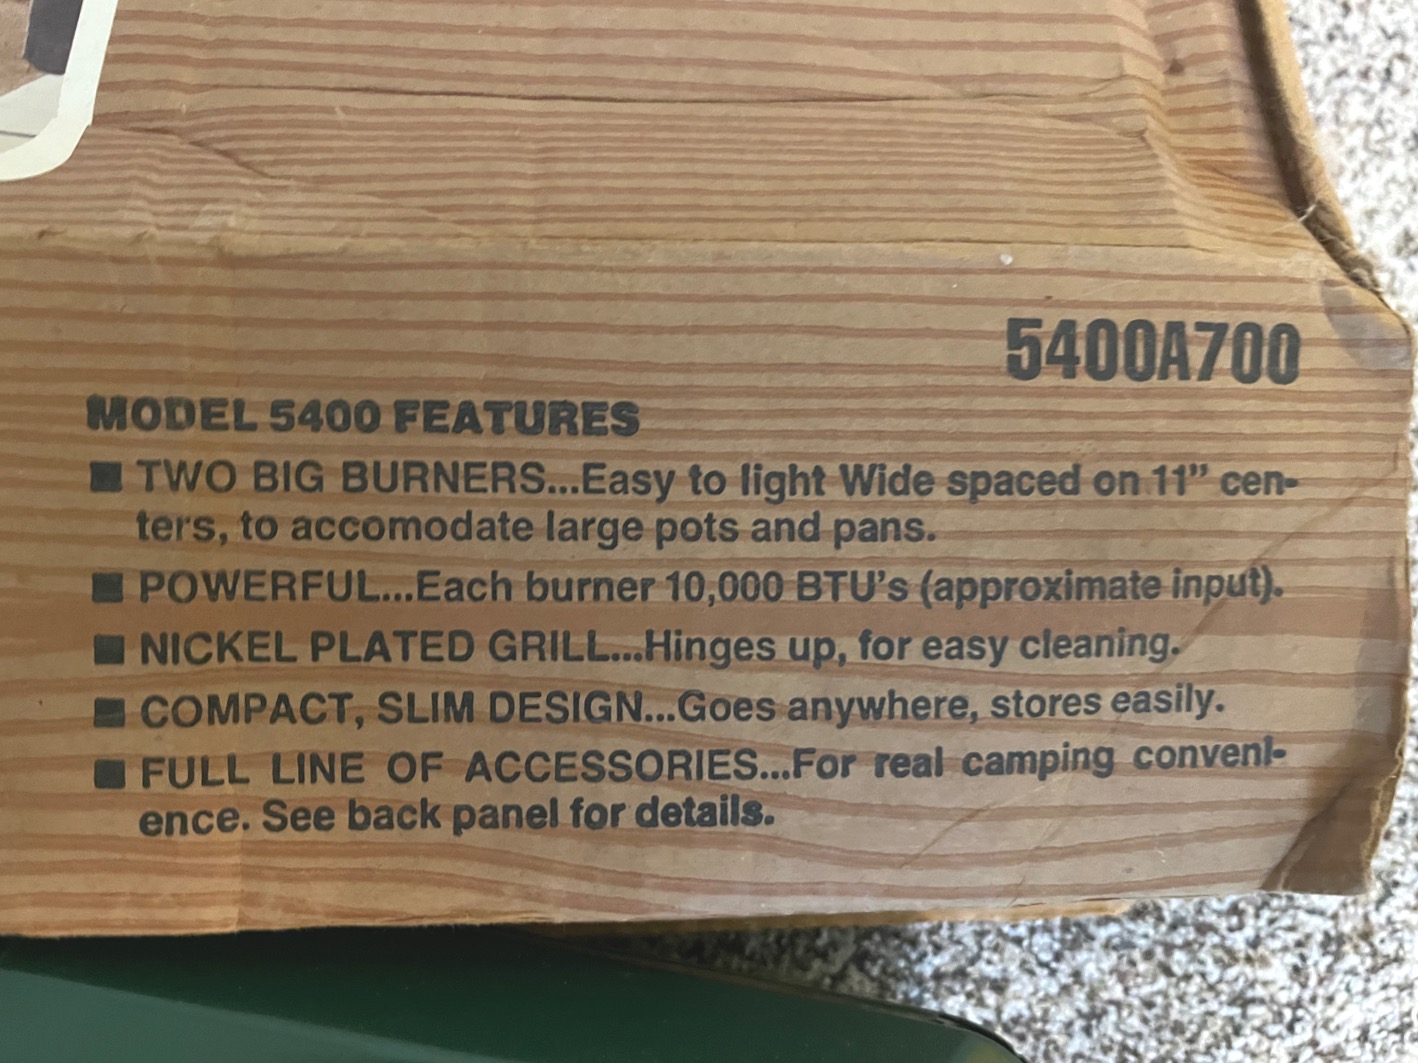 5400A700
MODEL 5400 FEATURES
■ TWO BIG BURNERS...Easy to light Wide spaced on 11” cen-
ters, to accomodate large pots and pans.
■ POWERFUL...Each burner 10,000 BTU’s (approximate input).
■ NICKEL PLATED GRILL...Hinges up, for easy cleaning.
■ COMPACT, SLIM DESIGN...Goes anywhere, stores easily.
■ FULL LINE OF ACCESSORIES...For real camping conveni-
ence. See back panel for details.